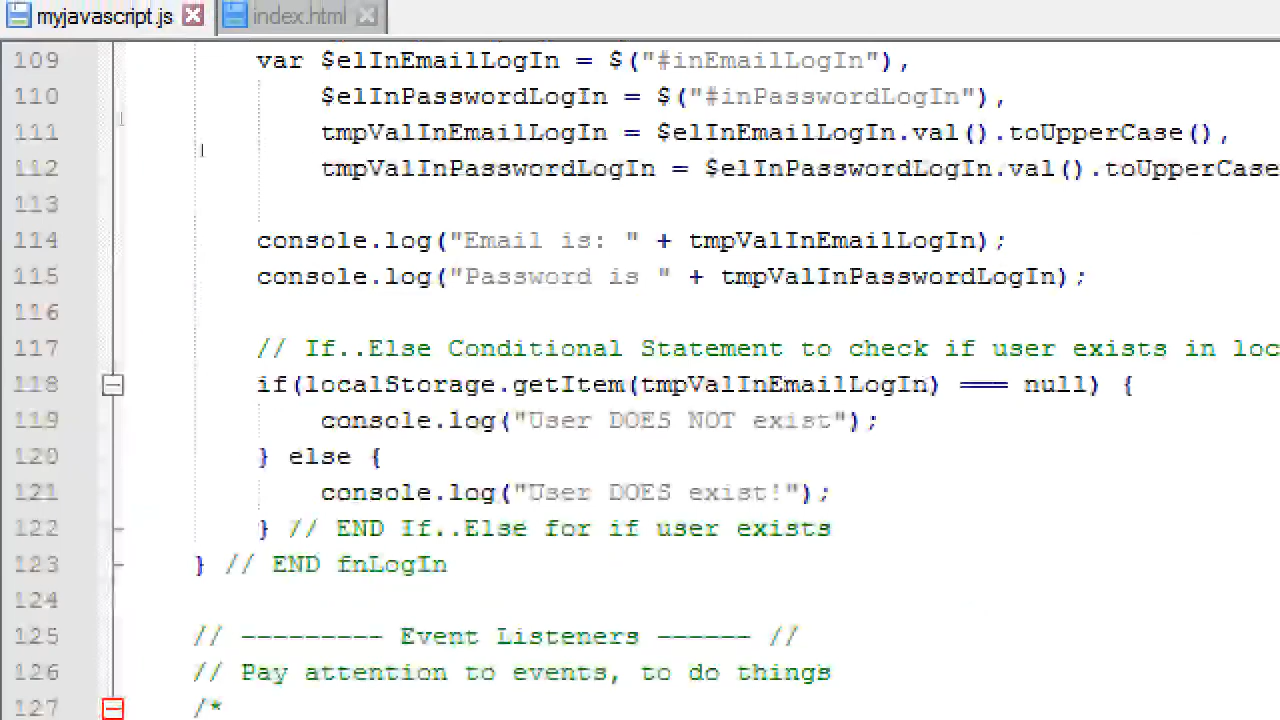 myjavascript.js index.html
109 var $elInEmailLogIn = $("#inEmailLogIn"),
110 $elInPasswordLogIn = $("#inPasswordLogIn"),
111 tmpValInEmailLogIn = $elInEmailLogIn.val().toUpperCase(),
112 tmpValInPasswordLogIn = $elInPasswordLogIn.val().toUpperCase
113
114 console.log("Email is: " + tmpValInEmailLogIn);
115 console.log("Password is " + tmpValInPasswordLogIn);
116
117 // If..Else Conditional Statement to check if user exists in loc
118 if(localStorage.getItem(tmpValInEmailLogIn) === null) {
119 console.log("User DOES NOT exist");
120 } else {
121 console.log("User DOES exist!");
122 } // END If..Else for if user exists
123 } // END fnLogIn
124
125 // --------- Event Listeners ------ //
126 // Pay attention to events, to do things
127 /*